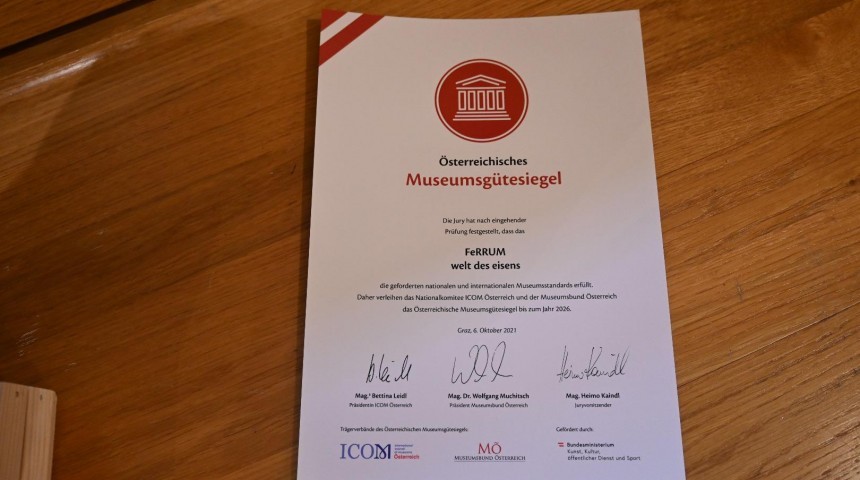 Österreichisches
Museumsgütesiegel
Die Jury hat nach eingehender
Prüfung festgestellt, dass das
FeRRUM
welt des eisens
die geforderten nationalen und internationalen Museumsstandards erfüllt.
Daher verleihen das Nationalkomitee ICOM Österreich und der Museumsbund Österreich
das Österreichische Museumsgütesiegel bis zum Jahr 2026.
Graz, 6. Oktober 2021
Mag.ª Bettina Leidl
Präsidentin ICOM Österreich
Mag. Dr. Wolfgang Muchitsch
Präsident Museumsbund Österreich
Heimo Kaindl
Mag. Heimo Kaindl
Juryvorsitzender
Trägerverbände des Österreichischen Museumsgütesiegels:
ICOM
Österreich
MÖ
MUSEUMSBUND ÖSTERREICH
Gefördert durch:
Bundesministerium
Kunst, Kultur,
öffentlicher Dienst und Sport